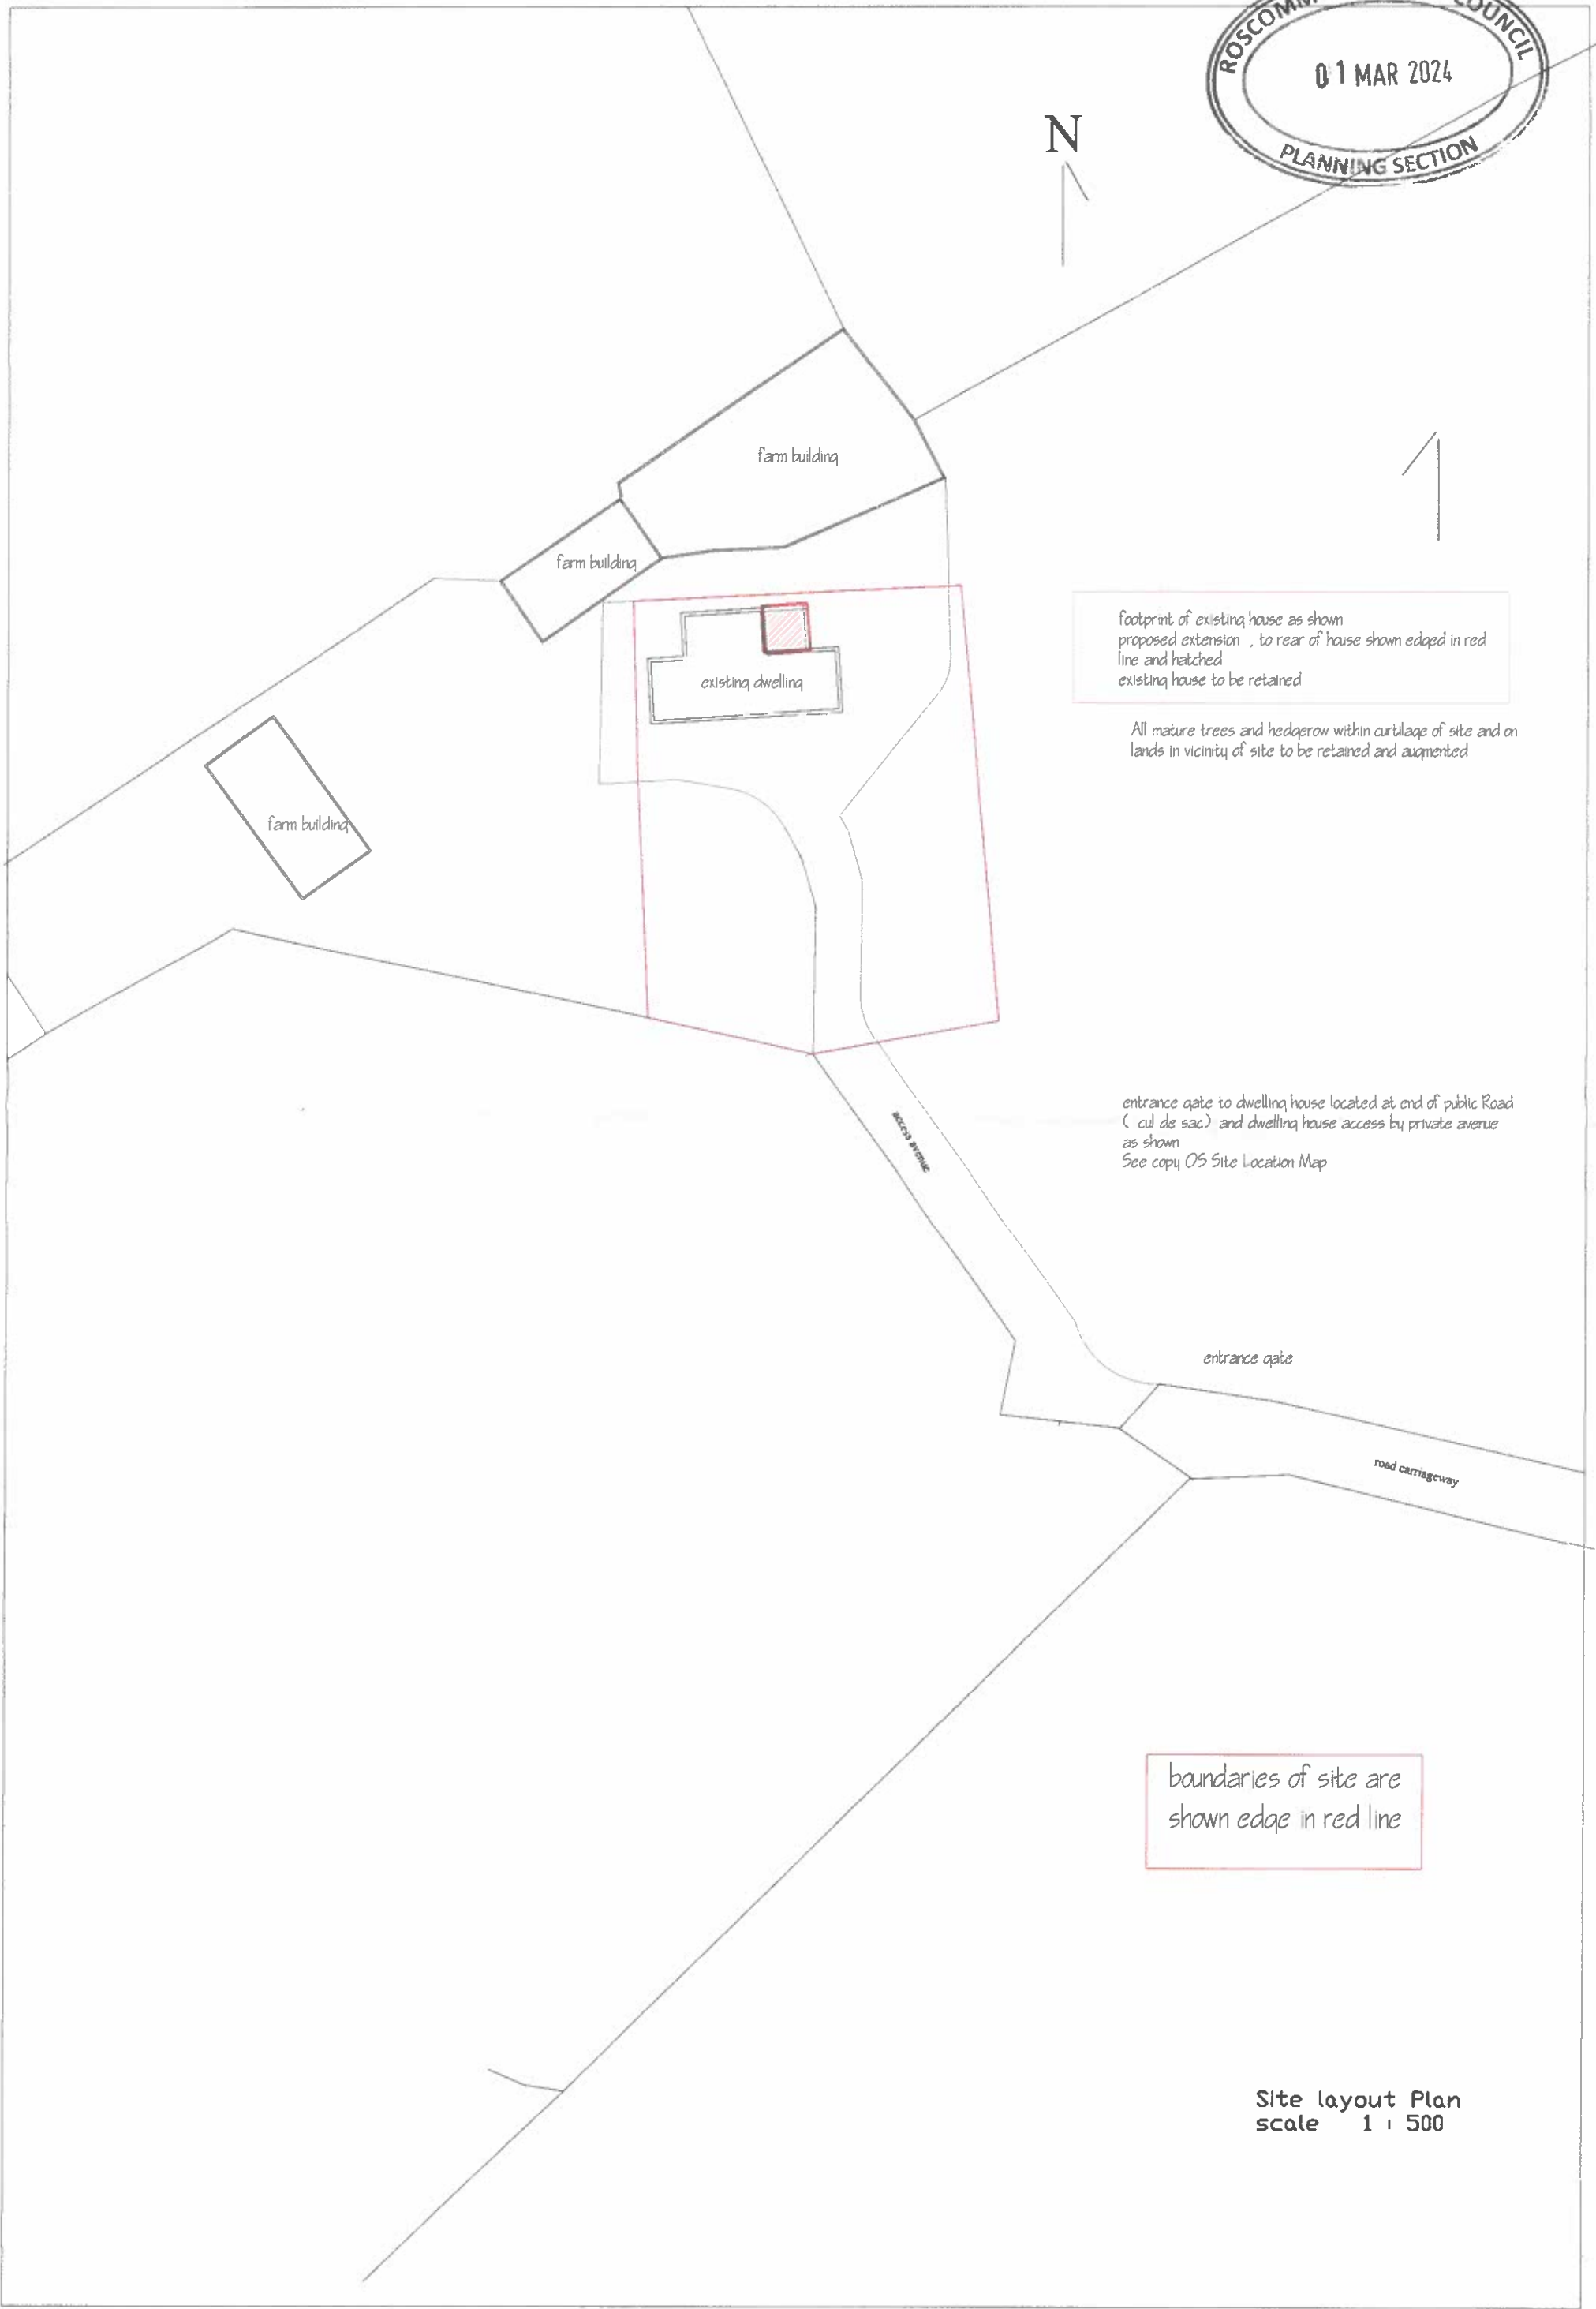 COUNCIL
01 MAR 2024
PLANNING SECTION
N
farm building
farm building
footprint of existing house as shown
proposed extension , to rear of house shown edged in red
line and hatched
existing house to be retained
existing dwelling
All mature trees and hedgerow within curtilage of site and on
lands in vicinity of site to be retained and augmented
farm building
entrance gate to dwelling house located at end of public Road
( cul de sac) and dwelling house access by private avenue
as shown
See copy OS Site Location Map
access avenue
entrance gate
road carriageway
boundaries of site are
shown edge in red line
Site layout Plan
scale 1 : 500